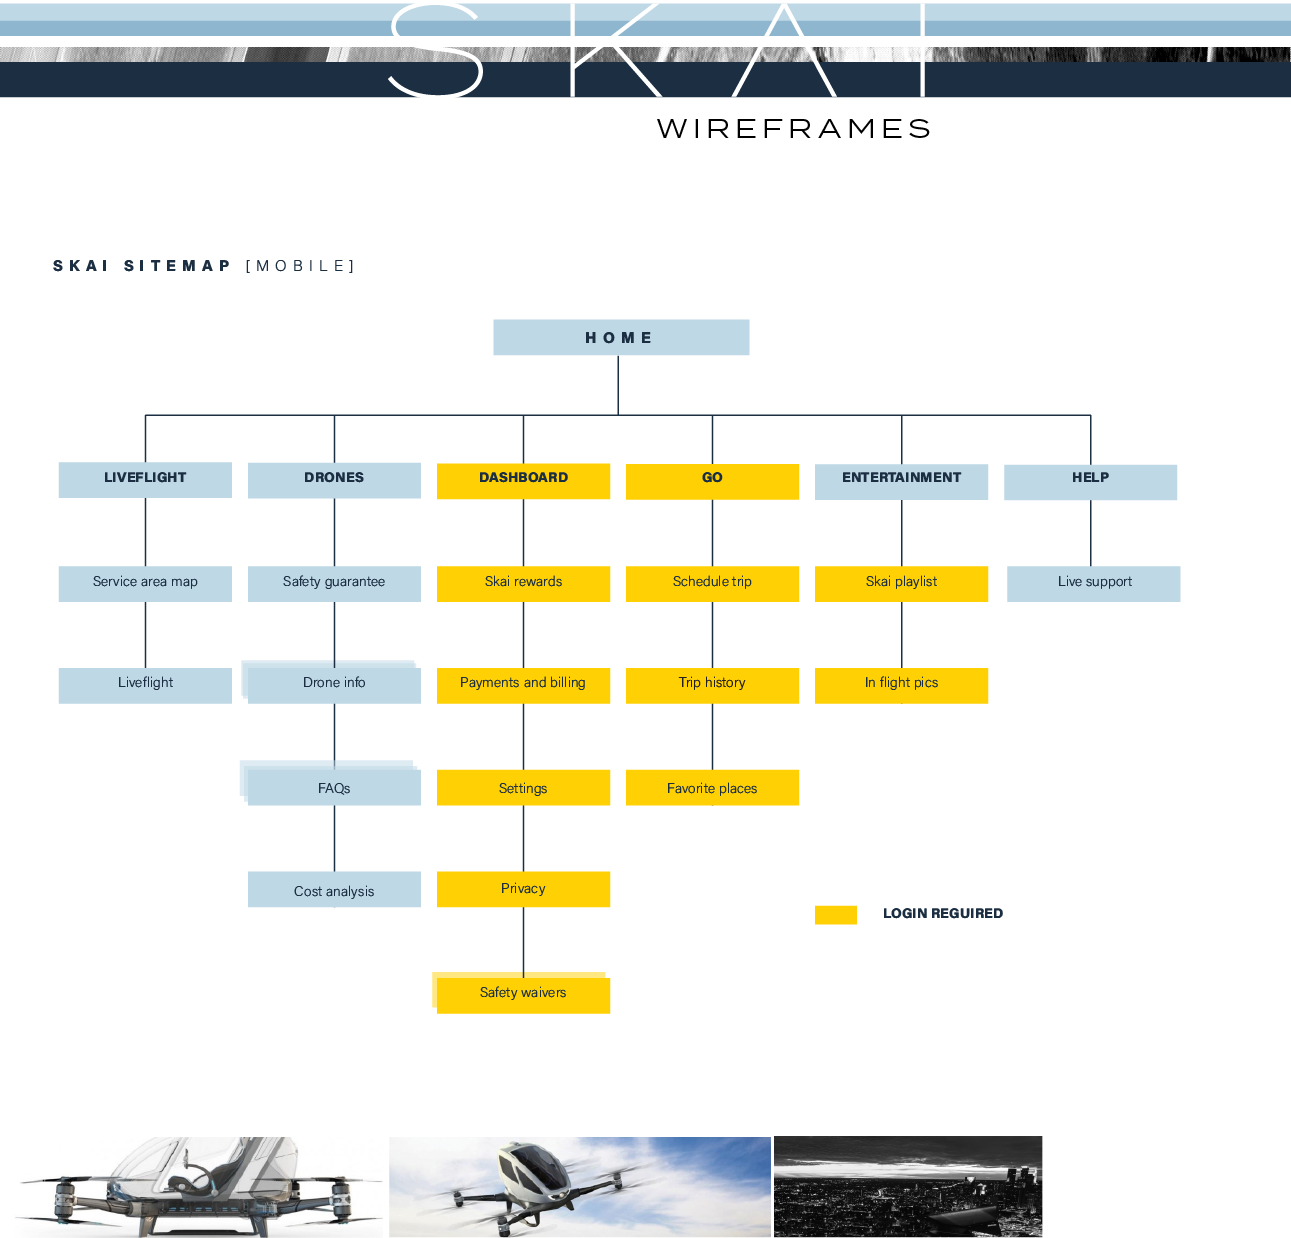 SKAI
WIREFRAMES
SKAI SITEMAP [MOBILE]
HOME
LIVEFLIGHT
DRONES
DASHBOARD
GO
ENTERTAINMENT
HELP
Service area map
Safety guarantee
Skai rewards
Schedule trip
Skai playlist
Live support
Liveflight
Drone info
Payments and billing
Trip history
In flight pics
FAQs
Settings
Favorite places
Cost analysis
Privacy
LOGIN REGUIRED
Safety waivers